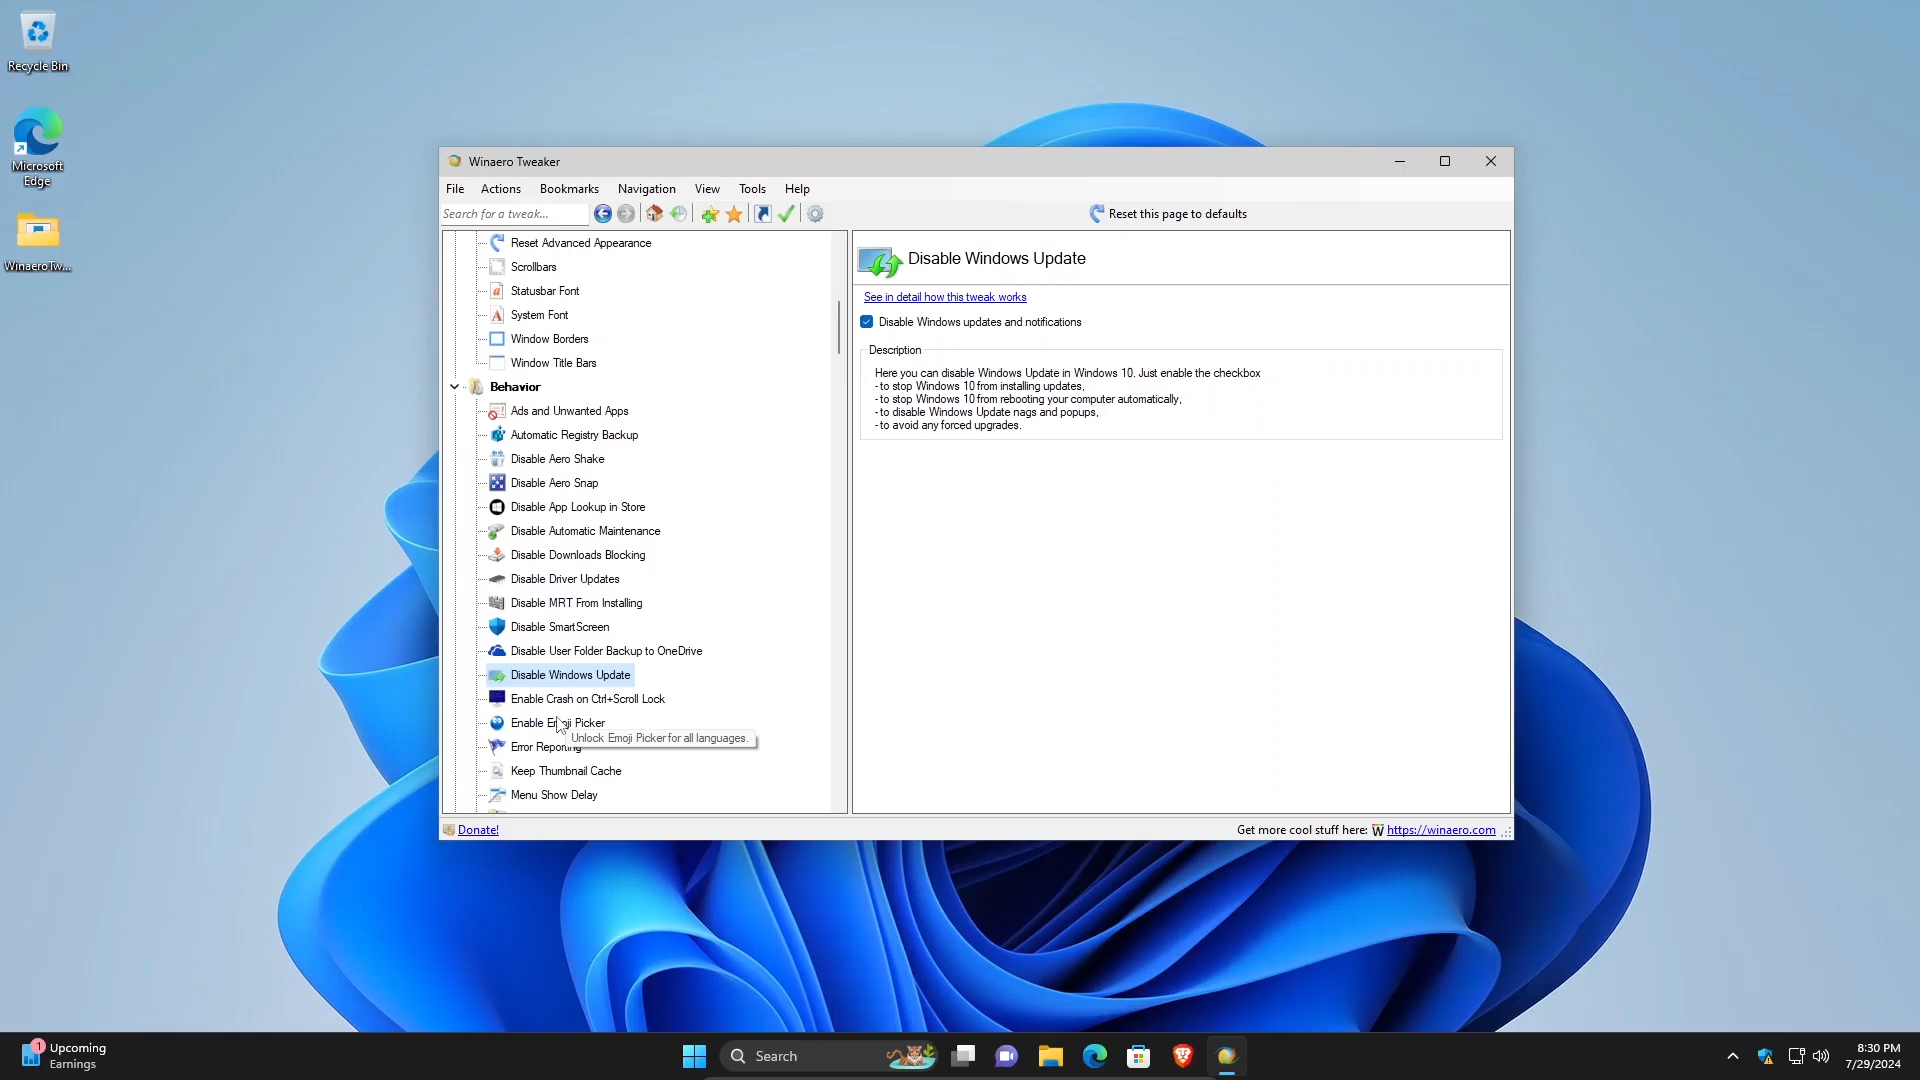 Recycle Bin
Microsoft
Edge
WinaeroTw...
Winaero Tweaker
File Actions Bookmarks Navigation View Tools Help
Search for a tweak...
Reset this page to defaults
Reset Advanced Appearance
Scrollbars
Statusbar Font
System Font
Window Borders
Window Title Bars
Behavior
Ads and Unwanted Apps
Automatic Registry Backup
Disable Aero Shake
Disable Aero Snap
Disable App Lookup in Store
Disable Automatic Maintenance
Disable Downloads Blocking
Disable Driver Updates
Disable MRT From Installing
Disable SmartScreen
Disable User Folder Backup to OneDrive
Disable Windows Update
Enable Crash on Ctrl+Scroll Lock
Enable Emoji Picker
Unlock Emoji Picker for all languages.
Error Reporting
Keep Thumbnail Cache
Menu Show Delay
Disable Windows Update
See in detail how this tweak works
Disable Windows updates and notifications
Description
Here you can disable Windows Update in Windows 10. Just enable the checkbox
- to stop Windows 10 from installing updates,
- to stop Windows 10 from rebooting your computer automatically,
- to disable Windows Update nags and popups,
- to avoid any forced upgrades.
Donate!
Get more cool stuff here: W https://winaero.com
1
Upcoming
Earnings
Search
8:30 PM
7/29/2024